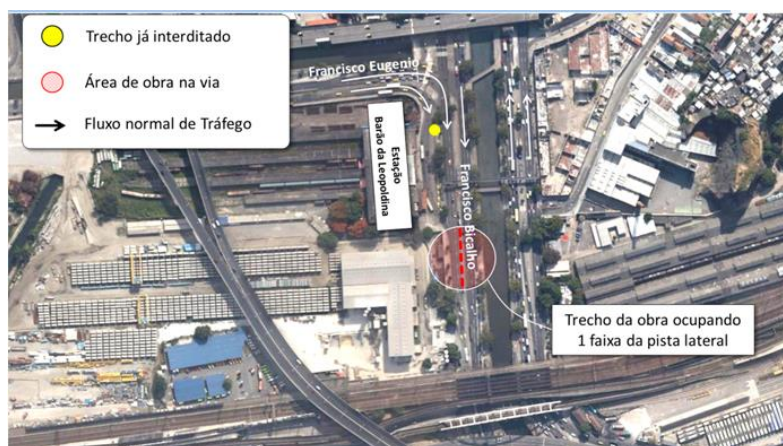 Trecho já interditado
Área de obra na via
Fluxo normal de Tráfego
Francisco Eugenio
Estação
Barão da Leopoldina
Francisco Bicalho
Trecho da obra ocupando
1 faixa da pista lateral